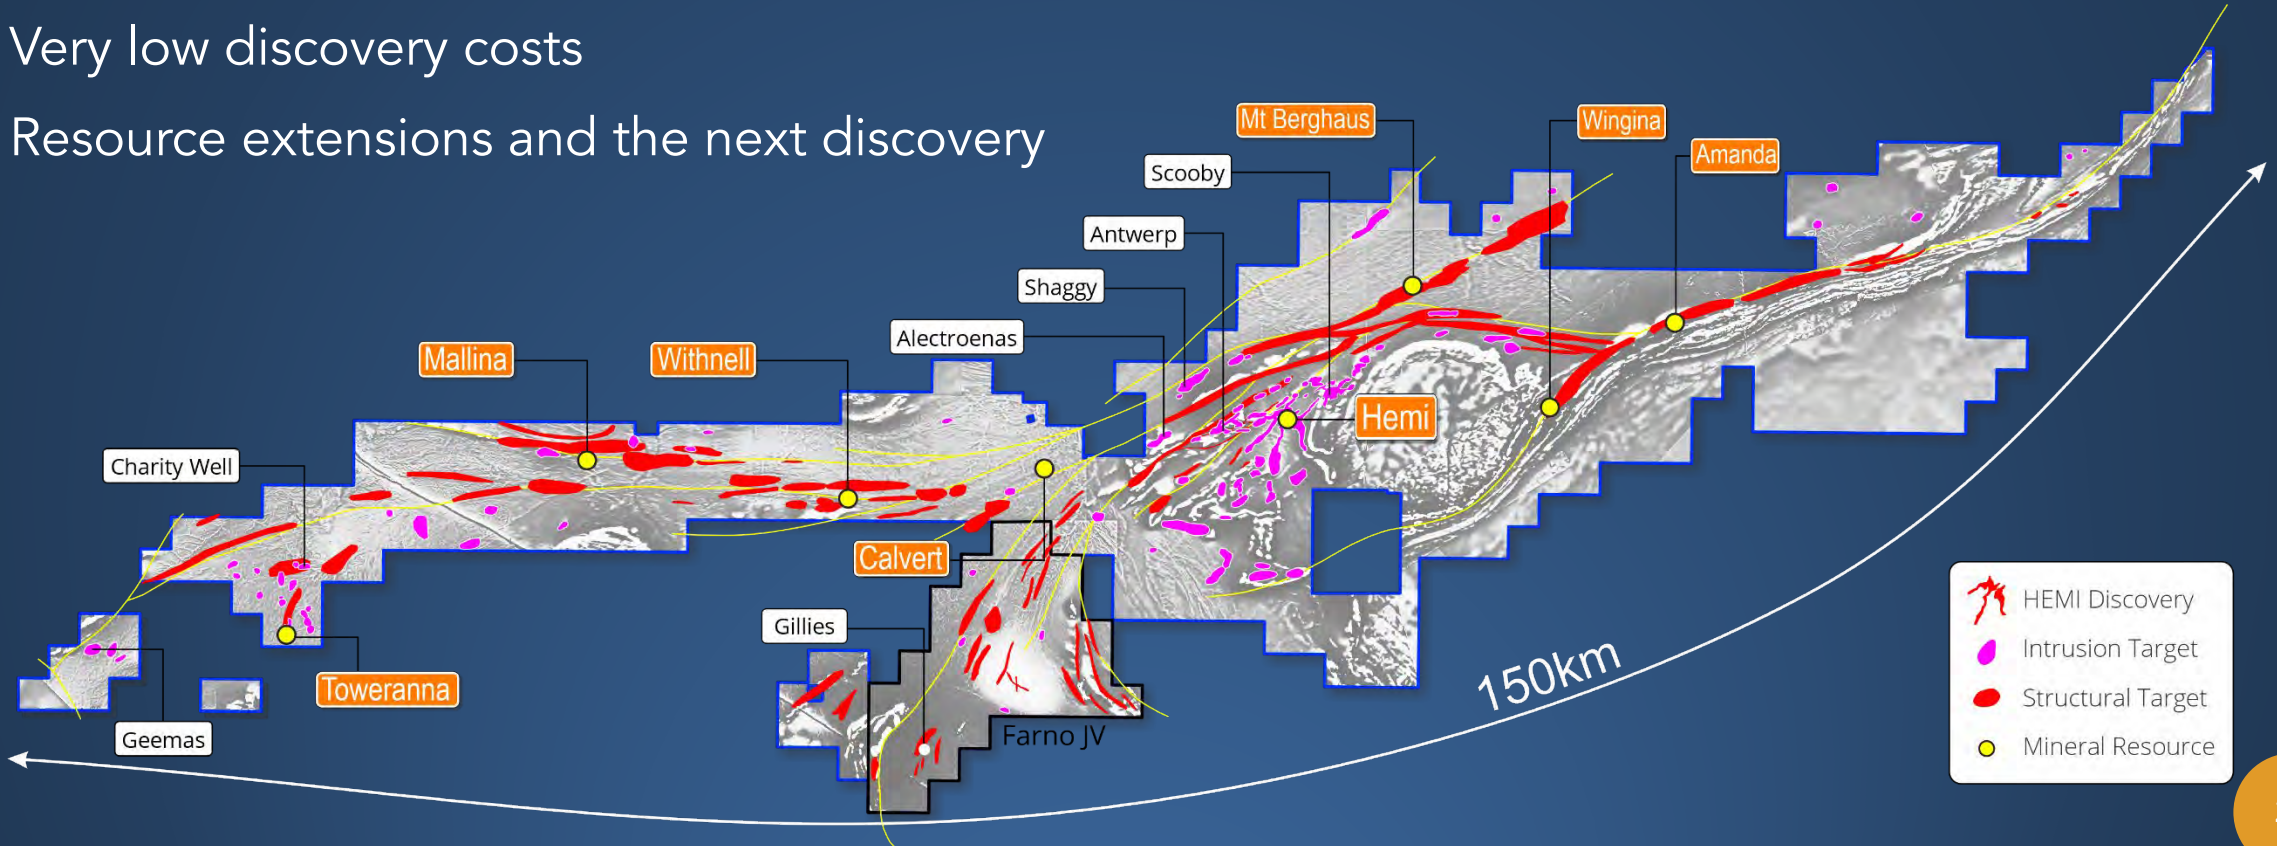 Very low discovery costs
Resource extensions and the next discovery
Mt Berghaus
Wingina
Amanda
Scooby
Antwerp
Shaggy
Alectroenas
Mallina
Withnell
Hemi
Charity Well
Calvert
Gillies
Toweranna
Geemas
Farno JV
150km
HEMI Discovery
Intrusion Target
Structural Target
Mineral Resource